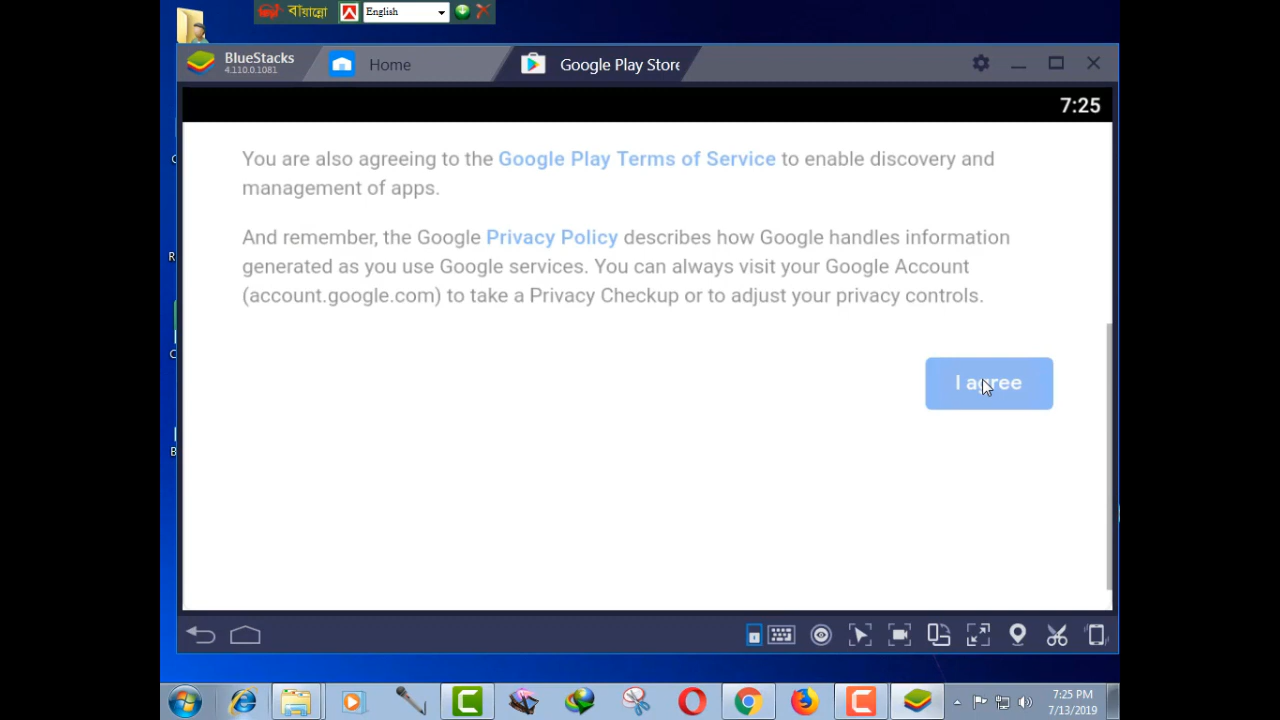 বায়ান্নো
English
BlueStacks
4.110.0.1081
Home
Google Play Store
7:25
You are also agreeing to the Google Play Terms of Service to enable discovery and
management of apps.
And remember, the Google Privacy Policy describes how Google handles information
generated as you use Google services. You can always visit your Google Account
(account.google.com) to take a Privacy Checkup or to adjust your privacy controls.
I agree
7:25 PM
7/13/2019